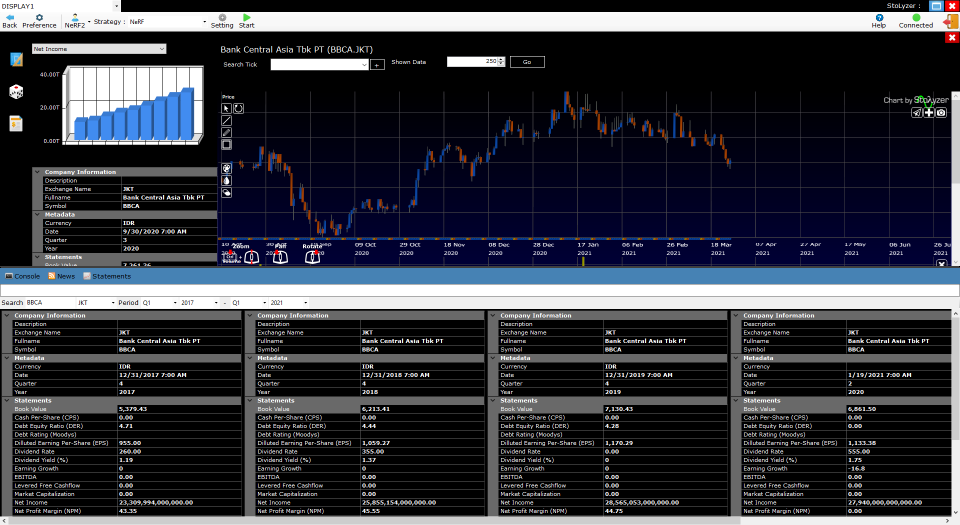 DISPLAY1
StoLyzer :
Back Preference NeRF2 Strategy : NeRF Setting Start Help Connected
Net Income
40.00T
20.00T
0.00T
Company Information
Description
Exchange Name JKT
Fullname Bank Central Asia Tbk PT
Symbol BBCA
Metadata
Currency IDR
Date 9/30/2020 7:00 AM
Quarter 3
Year 2020
Statements
Bank Central Asia Tbk PT (BBCA.JKT)
Search Tick + Shown Data 250 Go
Price
Chart by StoLyzer
09 Oct 29 Oct 18 Nov 08 Dec 28 Dec 17 Jan 06 Feb 26 Feb 18 Mar 07 Apr 27 Apr 17 May 06 Jun 26 Ju
2020 2020 2020 2020 2020 2021 2021 2021 2021 2021 2021 2021 2021 2021
Zoom Pan Rotate
Console News Statements
Search BBCA JKT Period Q1 2017 - Q1 2021
Company Information Company Information Company Information Company Information
Description Description Description Description
Exchange Name JKT Exchange Name JKT Exchange Name JKT Exchange Name JKT
Fullname Bank Central Asia Tbk PT Fullname Bank Central Asia Tbk PT Fullname Bank Central Asia Tbk PT Fullname Bank Central Asia Tbk PT
Symbol BBCA Symbol BBCA Symbol BBCA Symbol BBCA
Metadata Metadata Metadata Metadata
Currency IDR Currency IDR Currency IDR Currency IDR
Date 12/31/2017 7:00 AM Date 12/31/2018 7:00 AM Date 12/31/2019 7:00 AM Date 1/19/2021 7:00 AM
Quarter 4 Quarter 4 Quarter 4 Quarter 2
Year 2017 Year 2018 Year 2019 Year 2020
Statements Statements Statements Statements
Book Value 5,379.43 Book Value 6,213.41 Book Value 7,130.43 Book Value 6,861.50
Cash Per-Share (CPS) 0.00 Cash Per-Share (CPS) 0.00 Cash Per-Share (CPS) 0.00 Cash Per-Share (CPS) 0.00
Debt Equity Ratio (DER) 4.71 Debt Equity Ratio (DER) 4.44 Debt Equity Ratio (DER) 4.28 Debt Equity Ratio (DER) 0.00
Debt Rating (Moodys) Debt Rating (Moodys) Debt Rating (Moodys) Debt Rating (Moodys)
Dilluted Earning Per-Share (EPS) 955.00 Dilluted Earning Per-Share (EPS) 1,059.27 Dilluted Earning Per-Share (EPS) 1,170.29 Dilluted Earning Per-Share (EPS) 1,133.38
Dividend Rate 260.00 Dividend Rate 355.00 Dividend Rate 0.00 Dividend Rate 555.00
Dividend Yield (%) 1.19 Dividend Yield (%) 1.37 Dividend Yield (%) 0.00 Dividend Yield (%) 1.75
Earning Growth 0 Earning Growth 0 Earning Growth 0 Earning Growth -16.8
EBITDA 0.00 EBITDA 0.00 EBITDA 0.00 EBITDA 0.00
Levered Free Cashflow 0.00 Levered Free Cashflow 0.00 Levered Free Cashflow 0.00 Levered Free Cashflow 0.00
Market Capitalization 0.00 Market Capitalization 0.00 Market Capitalization 0.00 Market Capitalization 0.00
Net Income 23,309,994,000,000.00 Net Income 25,855,154,000,000.00 Net Income 28,565,053,000,000.00 Net Income 27,940,000,000,000.00
Net Profit Margin (NPM) 43.35 Net Profit Margin (NPM) 45.55 Net Profit Margin (NPM) 44.75 Net Profit Margin (NPM) 0.00